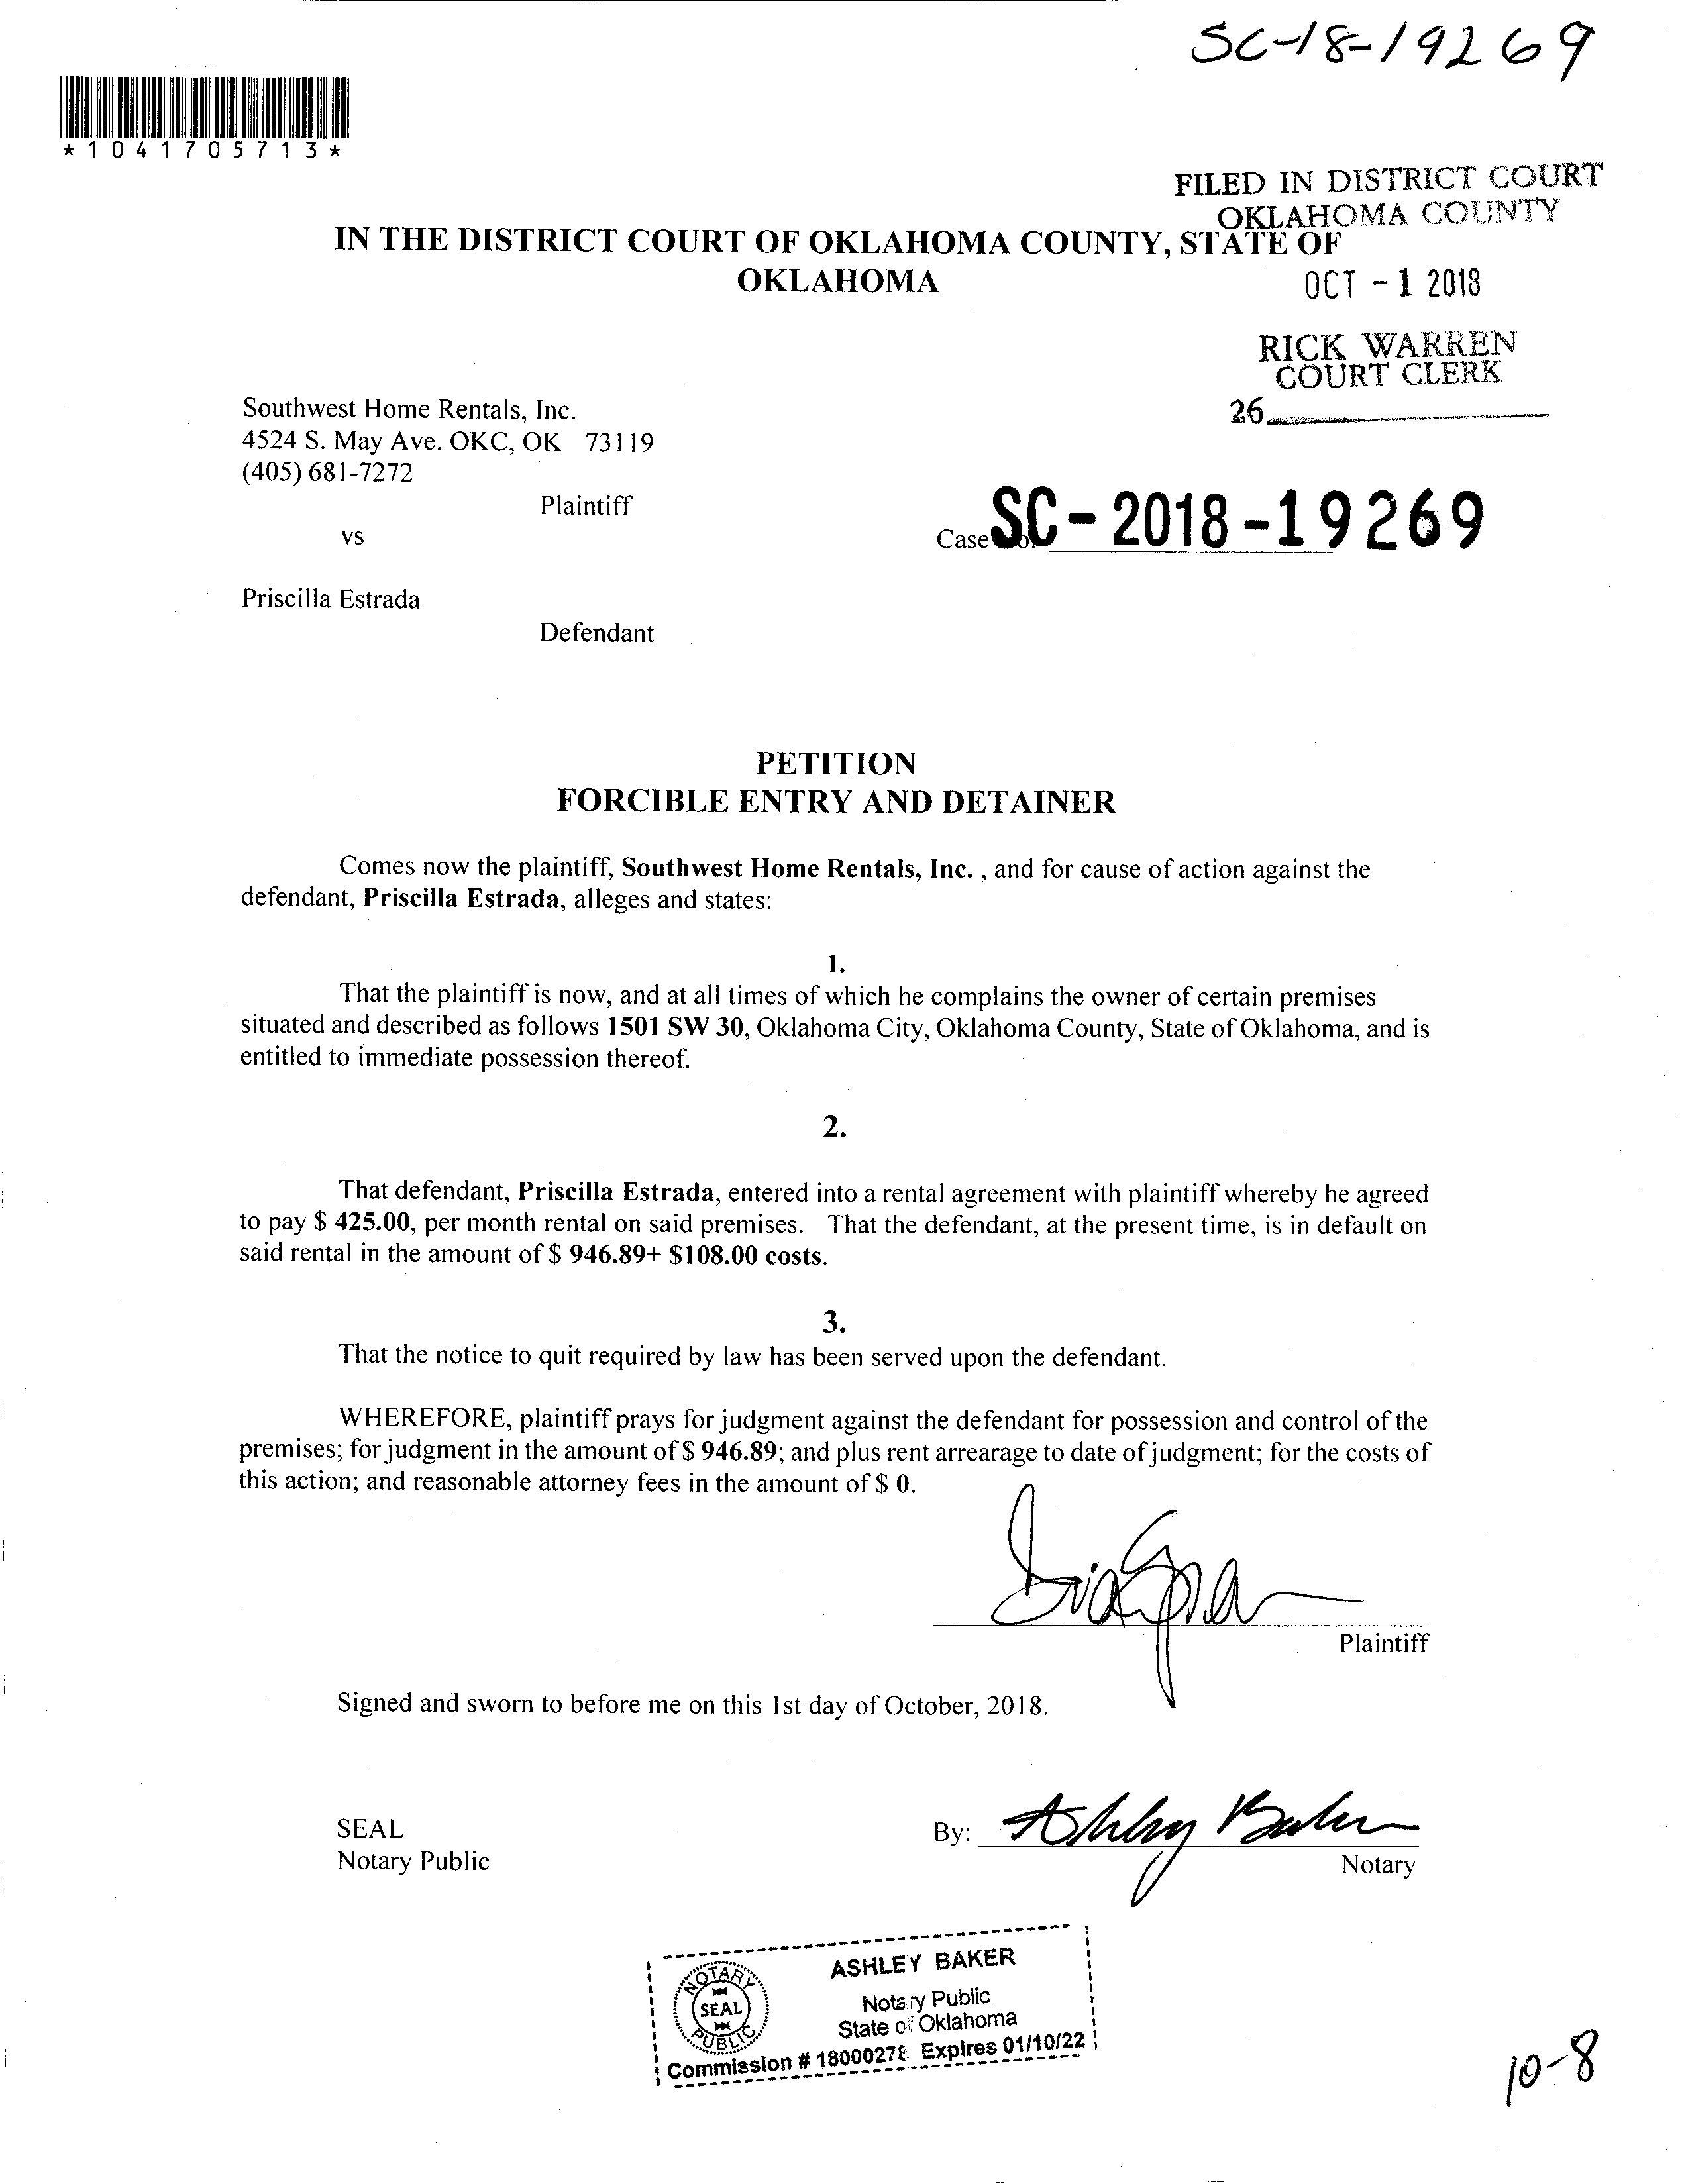 SC-18-19269
*1041705713*
FILED IN DISTRICT COURT
OKLAHOMA COUNTY
IN THE DISTRICT COURT OF OKLAHOMA COUNTY, STATE OF
OKLAHOMA
OCT - 1 2018
RICK WARREN
COURT CLERK
26
Southwest Home Rentals, Inc.
4524 S. May Ave. OKC, OK 73119
(405) 681-7272
Plaintiff
vs
Case No. SC-2018-19269
Priscilla Estrada
Defendant
PETITION
FORCIBLE ENTRY AND DETAINER
Comes now the plaintiff, Southwest Home Rentals, Inc. , and for cause of action against the
defendant, Priscilla Estrada, alleges and states:
1.
That the plaintiff is now, and at all times of which he complains the owner of certain premises
situated and described as follows 1501 SW 30, Oklahoma City, Oklahoma County, State of Oklahoma, and is
entitled to immediate possession thereof.
2.
That defendant, Priscilla Estrada, entered into a rental agreement with plaintiff whereby he agreed
to pay $ 425.00, per month rental on said premises. That the defendant, at the present time, is in default on
said rental in the amount of $ 946.89+ $108.00 costs.
3.
That the notice to quit required by law has been served upon the defendant.
WHEREFORE, plaintiff prays for judgment against the defendant for possession and control of the
premises; for judgment in the amount of $ 946.89; and plus rent arrearage to date of judgment; for the costs of
this action; and reasonable attorney fees in the amount of $ 0.
Plaintiff
Signed and sworn to before me on this 1st day of October, 2018.
SEAL
By: Ashley Baker
Notary Public
Notary
ASHLEY BAKER
NOTARY
SEAL
PUBLIC
Notary Public
State of Oklahoma
Commission # 18000278 Expires 01/10/22
10-8